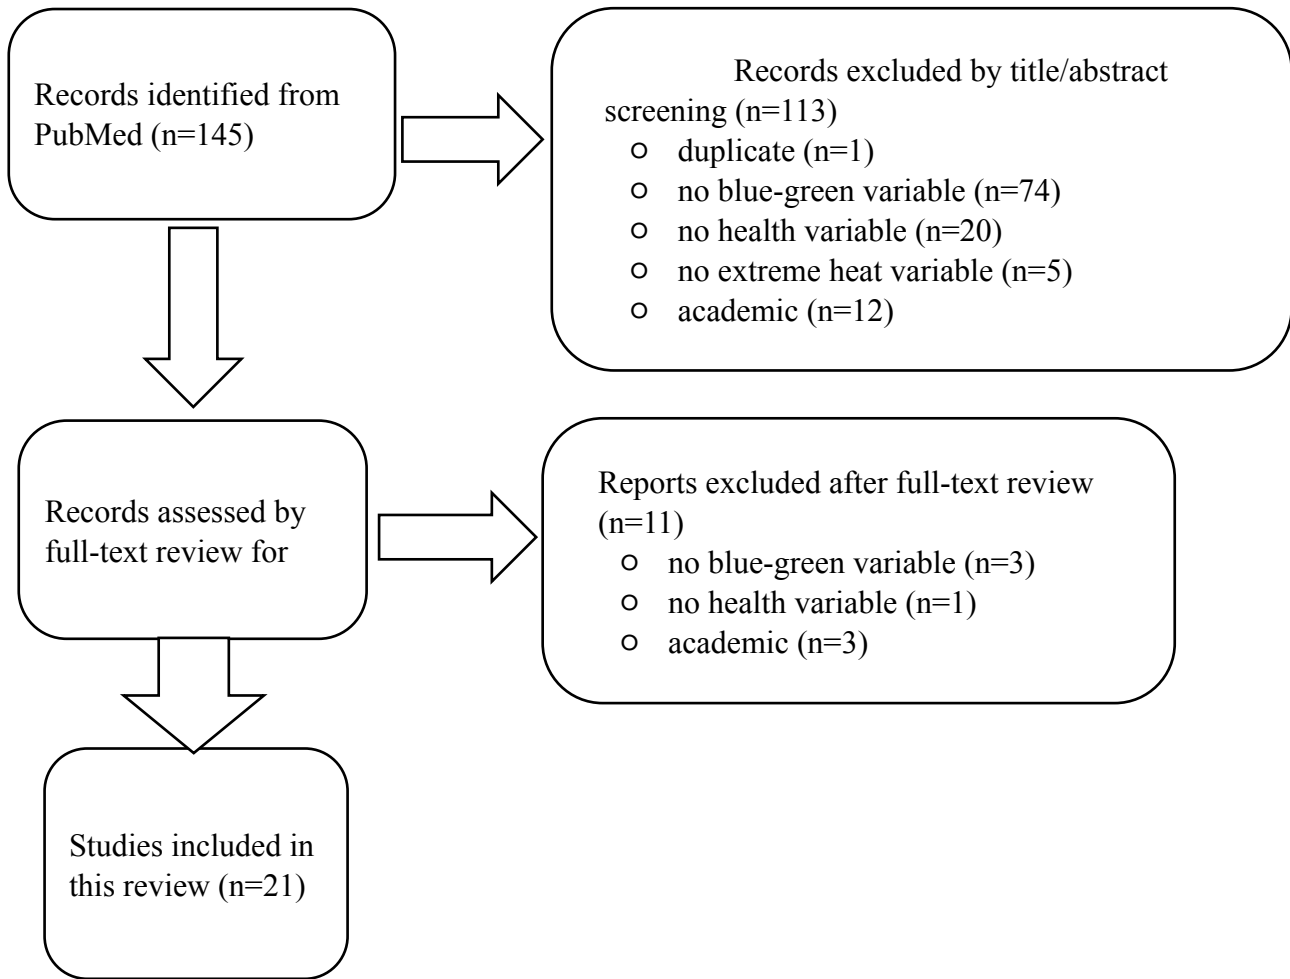 Records identified from
PubMed (n=145)
Records excluded by title/abstract
screening (n=113)
o duplicate (n=1)
o no blue-green variable (n=74)
o no health variable (n=20)
o no extreme heat variable (n=5)
o academic (n=12)
Records assessed by
full-text review for
Reports excluded after full-text review
(n=11)
o no blue-green variable (n=3)
o no health variable (n=1)
o academic (n=3)
Studies included in
this review (n=21)